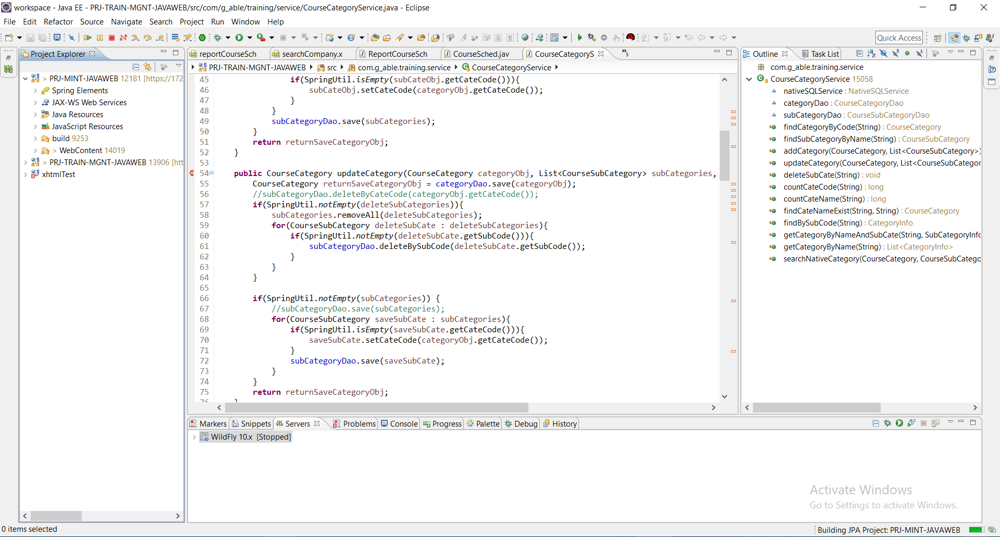 workspace - Java EE - PRJ-TRAIN-MGNT-JAVAWEB/src/com/g_able/training/service/CourseCategoryService.java - Eclipse
File Edit Refactor Source Navigate Search Project Run Window Help
Quick Access
Project Explorer
PRJ-MINT-JAVAWEB 12181 [https://172
Spring Elements
JAX-WS Web Services
Java Resources
JavaScript Resources
build 9253
> WebContent 14019
> PRJ-TRAIN-MGNT-JAVAWEB 13906 [htt
xhtmlTest
reportCourseSch searchCompany.x ReportCourseSch CourseSched.jav CourseCategoryS »5
PRJ-TRAIN-MGNT-JAVAWEB src com.g_able.training.service CourseCategoryService
45 if(SpringUtil.isEmpty(subCateObj.getCateCode())){
46 subCateObj.setCateCode(categoryObj.getCateCode());
47 }
48 }
49 subCategoryDao.save(subCategories);
50 }
51 return returnSaveCategoryObj;
52 }
53
54 public CourseCategory updateCategory(CourseCategory categoryObj, List<CourseSubCategory> subCategories,
55 CourseCategory returnSaveCategoryObj = categoryDao.save(categoryObj);
56 //subCategoryDao.deleteByCateCode(categoryObj.getCateCode());
57 if(SpringUtil.notEmpty(deleteSubCategories)){
58 subCategories.removeAll(deleteSubCategories);
59 for(CourseSubCategory deleteSubCate : deleteSubCategories){
60 if(SpringUtil.notEmpty(deleteSubCate.getSubCode())){
61 subCategoryDao.deleteBySubCode(deleteSubCate.getSubCode());
62 }
63 }
64 }
65
66 if(SpringUtil.notEmpty(subCategories)) {
67 //subCategoryDao.save(subCategories);
68 for(CourseSubCategory saveSubCate : subCategories){
69 if(SpringUtil.isEmpty(saveSubCate.getCateCode())){
70 saveSubCate.setCateCode(categoryObj.getCateCode());
71 }
72 subCategoryDao.save(saveSubCate);
73 }
74 }
75 return returnSaveCategoryObj;
Outline Task List
com.g_able.training.service
CourseCategoryService 15058
nativeSQLService : NativeSQLService
categoryDao : CourseCategoryDao
subCategoryDao : CourseSubCategoryDao
findCategoryByCode(String) : CourseCategory
findSubCategoryByName(String) : CourseSubCategory
addCategory(CourseCategory, List<CourseSubCategory>)
updateCategory(CourseCategory, List<CourseSubCategor
deleteSubCate(String) : void
countCateCode(String) : long
countCateName(String) : long
findCateNameExist(String, String) : CourseCategory
findBySubCode(String) : CategoryInfo
getCategoryByNameAndSubCate(String, SubCategoryInfo
getCategoryByName(String) : List<CategoryInfo>
searchNativeCategory(CourseCategory, CourseSubCatego
Markers Snippets Servers Problems Console Progress Palette Debug History
WildFly 10.x [Stopped]
Activate Windows
Go to Settings to activate Windows.
0 items selected
Building JPA Project: PRJ-MINT-JAVAWEB